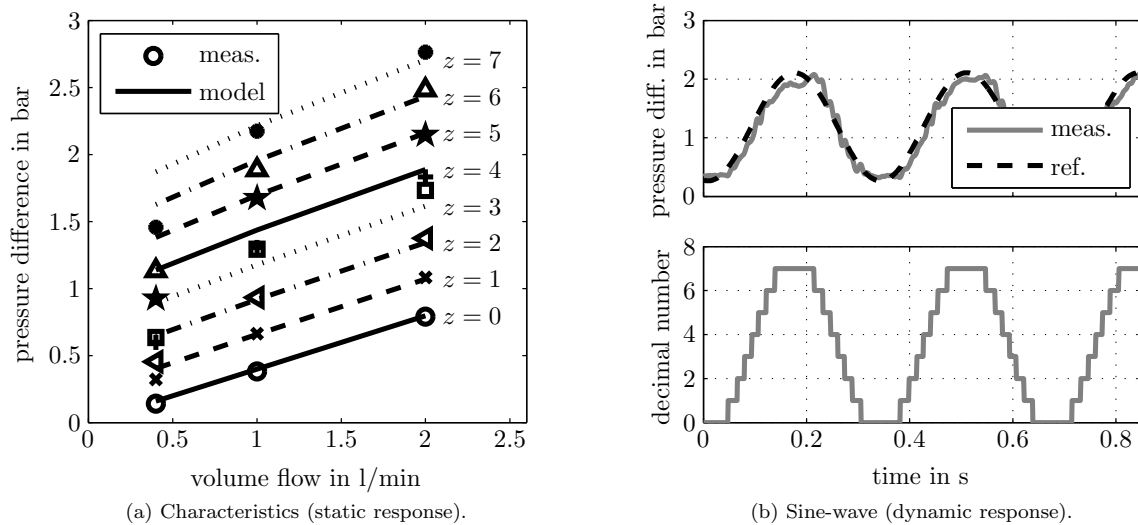 pressure difference in bar
3
2.5
2
1.5
1
0.5
0
meas.
model
z = 7
z = 6
z = 5
z = 4
z = 3
z = 2
z = 1
z = 0
0 0.5 1.0 1.5 2 2.5
volume flow in l/min
(a) Characteristics (static response).
pressure diff. in bar
3
2
1
0
meas.
ref.
decimal number
8
6
4
2
0
0 0.2 0.4 0.6 0.8
time in s
(b) Sine-wave (dynamic response).